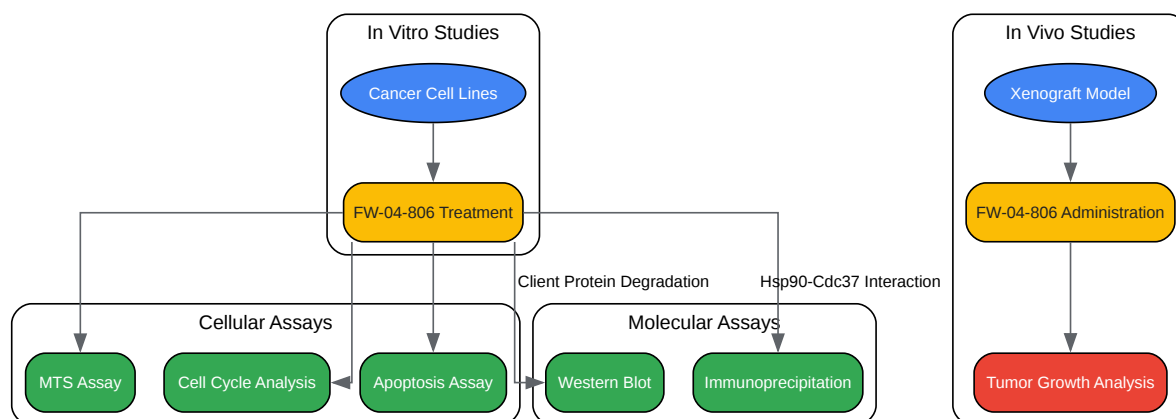 In Vitro Studies
In Vivo Studies
Cancer Cell Lines
Xenograft Model
FW-04-806 Treatment
FW-04-806 Administration
Client Protein Degradation
Hsp90-Cdc37 Interaction
Cellular Assays
Molecular Assays
MTS Assay
Cell Cycle Analysis
Apoptosis Assay
Western Blot
Immunoprecipitation
Tumor Growth Analysis